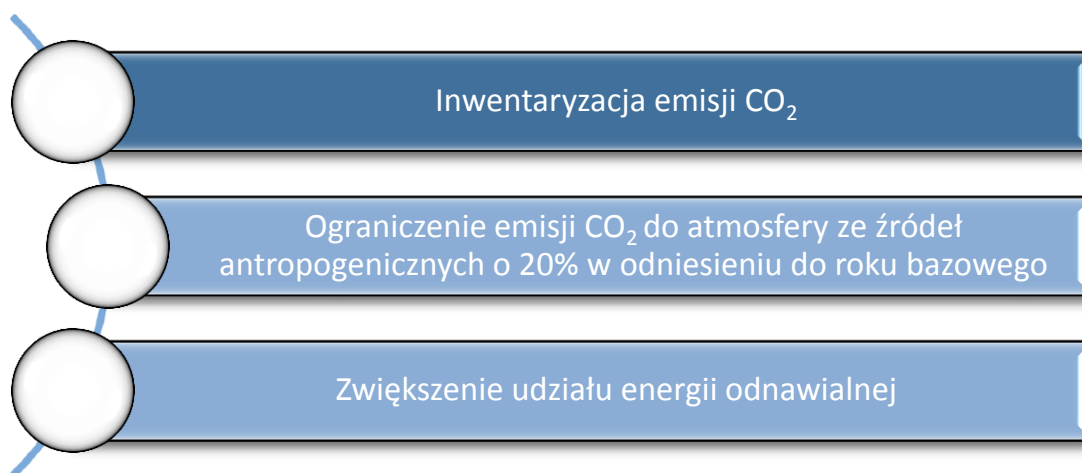 Inwentaryzacja emisji CO₂
Ograniczenie emisji CO₂ do atmosfery ze źródeł
antropogenicznych o 20% w odniesieniu do roku bazowego
Zwiększenie udziału energii odnawialnej